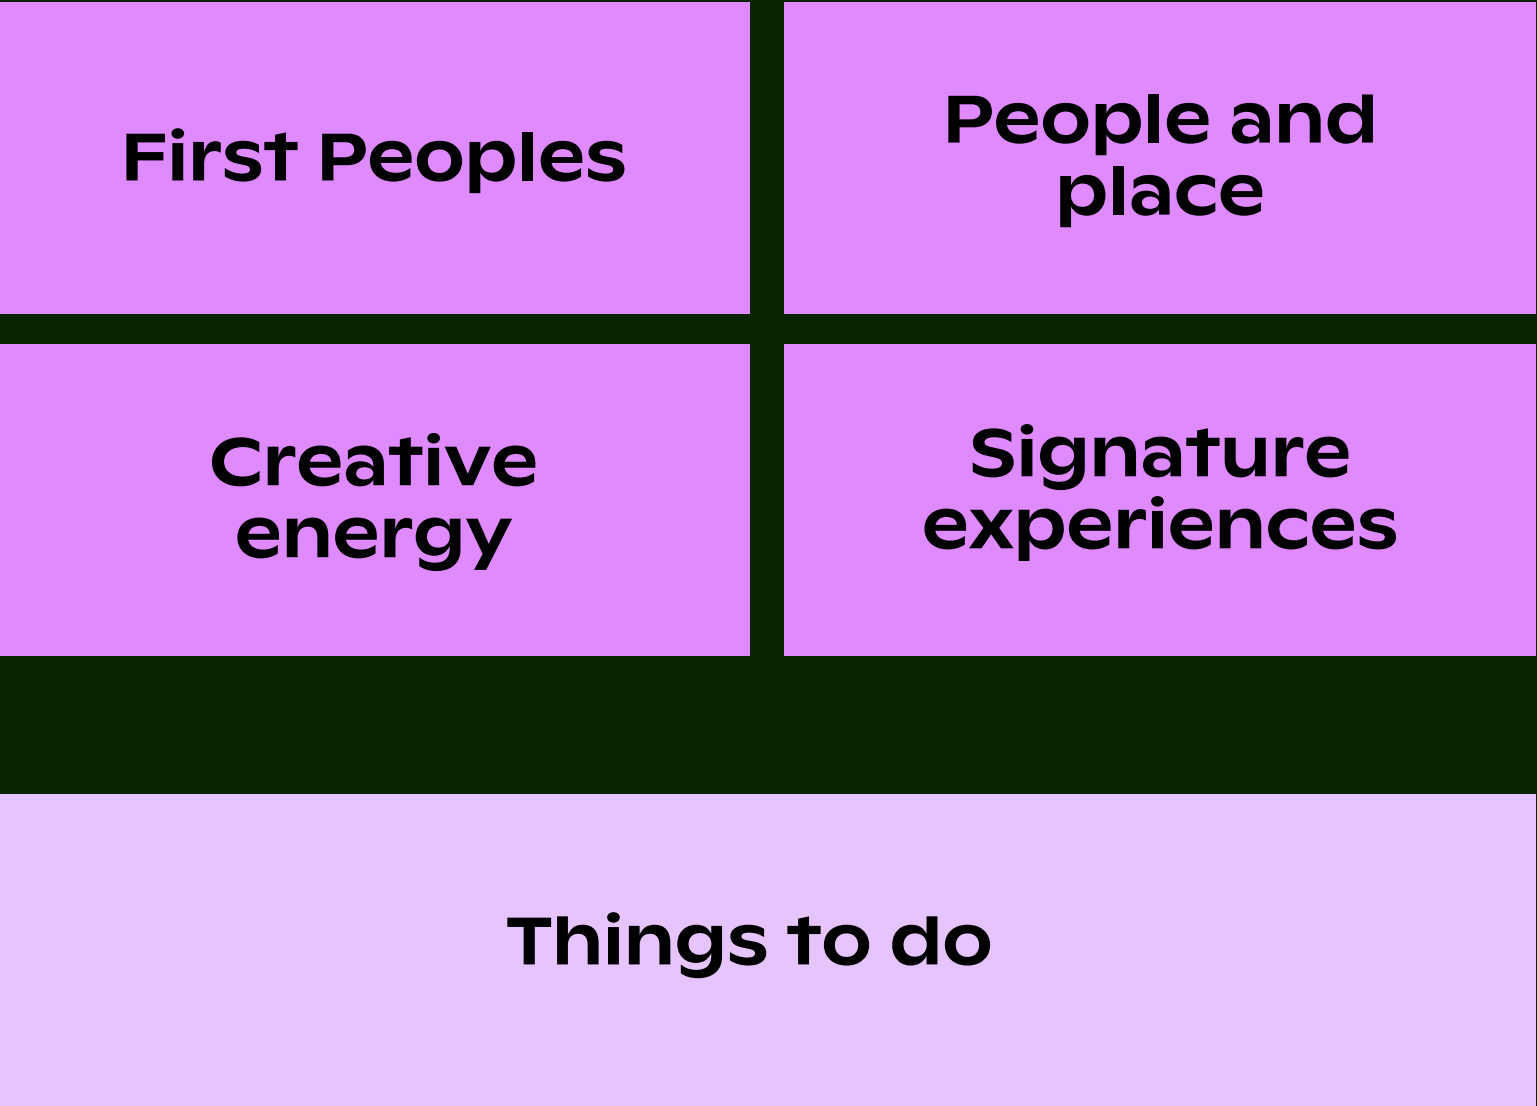 First Peoples
People and
place
Creative
energy
Signature
experiences
Things to do